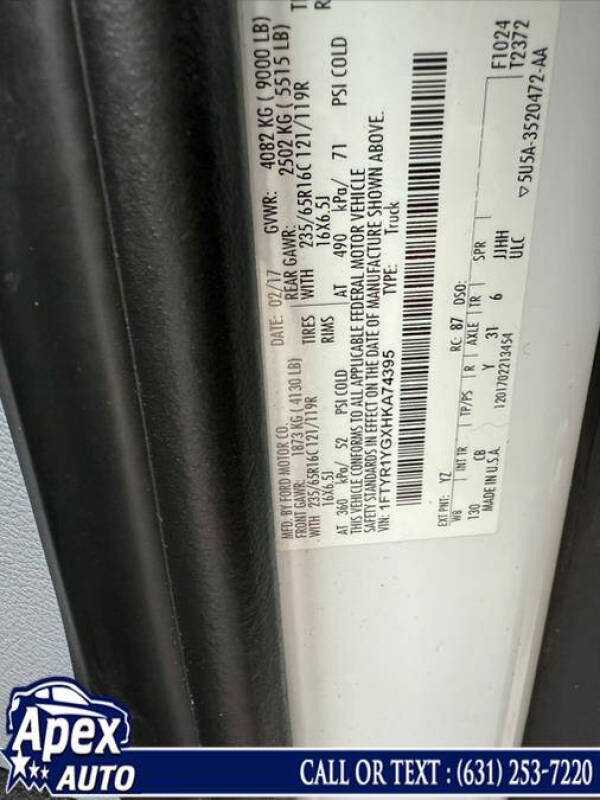 MFD. BY FORD MOTOR CO. DATE: 02/17 GVWR: 4082 KG ( 9000 LB)
FRONT GAWR: 1873 KG ( 4130 LB) REAR GAWR: 2502 KG ( 5515 LB)
WITH 235/65R16C 121/119R TIRES WITH 235/65R16C 121/119R
16X6.5J RIMS 16X6.5J
AT 360 kPa/ 52 PSI COLD AT 490 kPa/ 71 PSI COLD
THIS VEHICLE CONFORMS TO ALL APPLICABLE FEDERAL MOTOR VEHICLE
SAFETY STANDARDS IN EFFECT ON THE DATE OF MANUFACTURE SHOWN ABOVE.
VIN: 1FTYR1YGXHKA74395 TYPE: Truck
EXT PNT: YZ RC: 87 DSO: F1024
WB INT TR TP/PS R AXLE TR SPR T2372
130 CB Y 31 6 JJHH
MADE IN U.S.A. 1201702213454 ULC ▽5U5A-3520472-AA
Apex
AUTO
CALL OR TEXT : (631) 253-7220